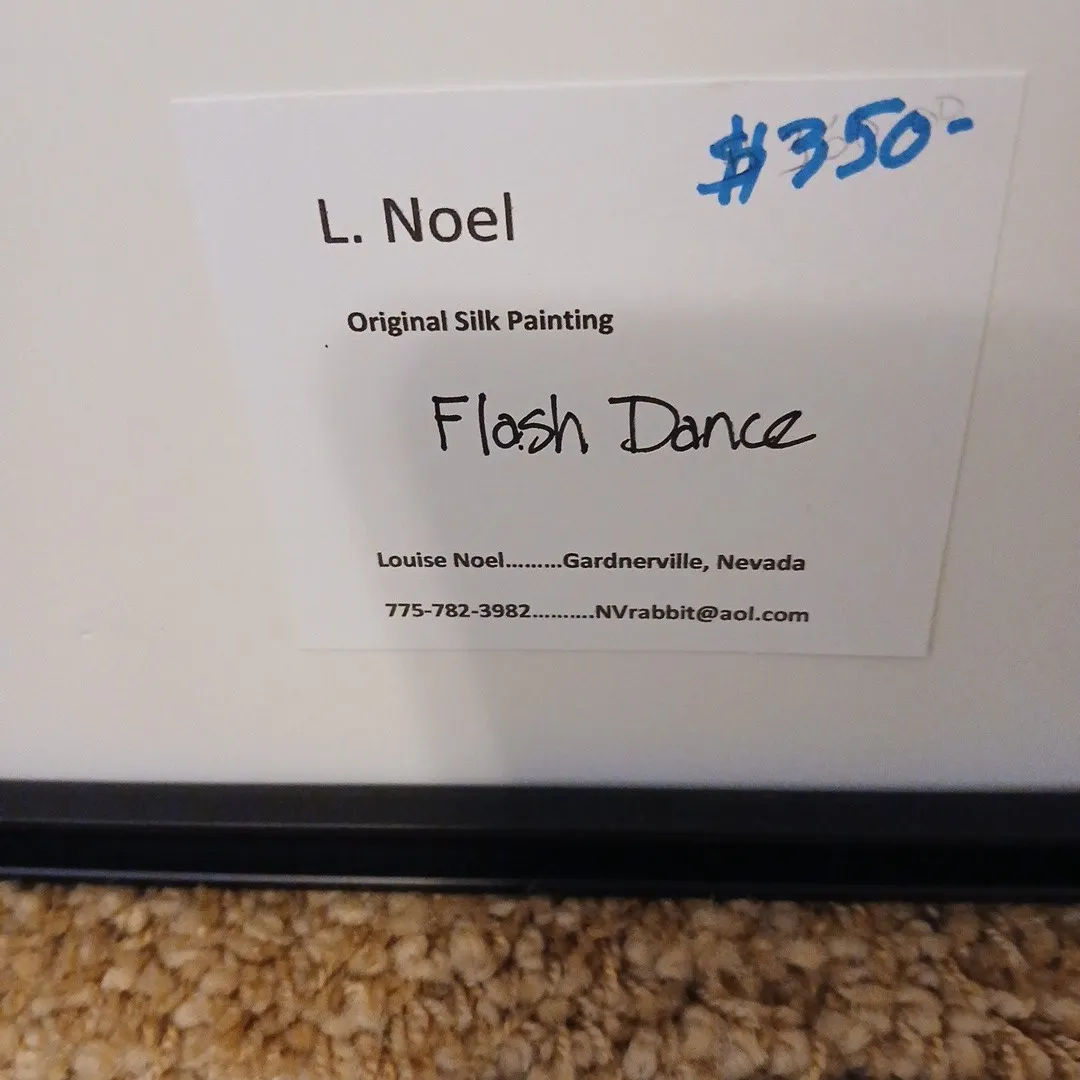 $350-
L. Noel
Original Silk Painting
Flash Dance
Louise Noel.........Gardnerville, Nevada
775-782-3982..........NVrabbit@aol.com